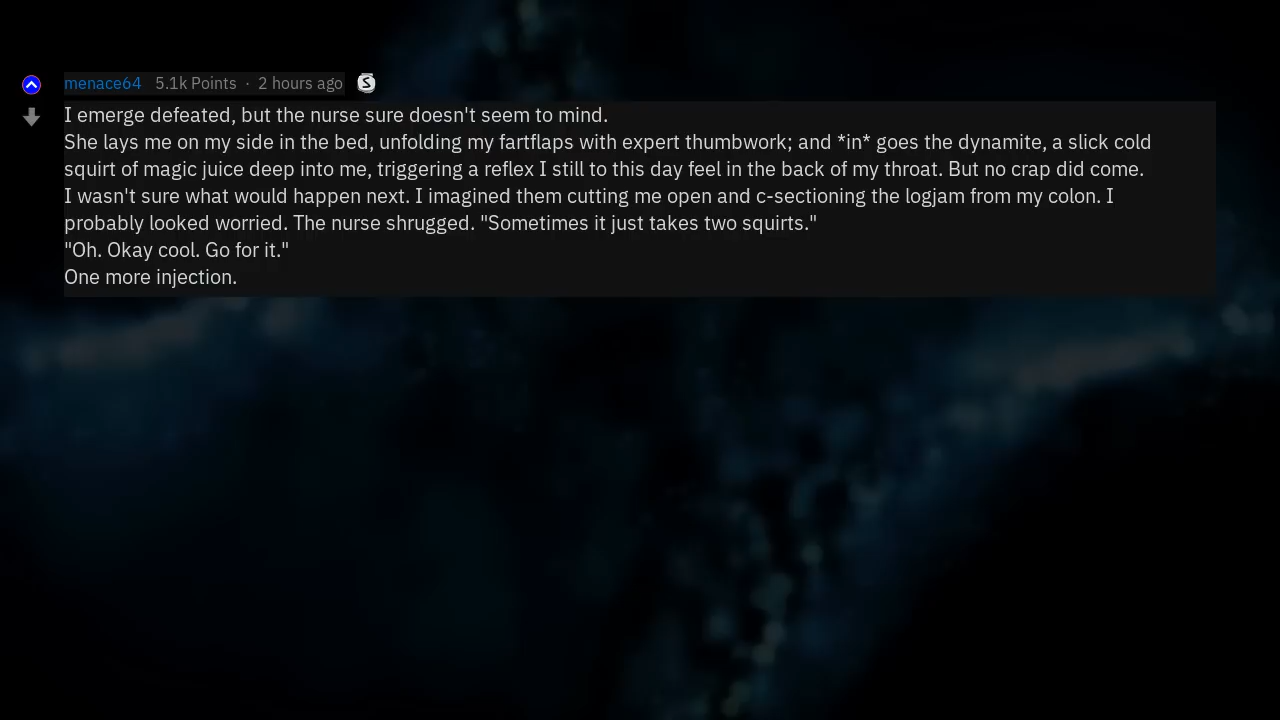 menace64 5.1k Points · 2 hours ago
I emerge defeated, but the nurse sure doesn't seem to mind.
She lays me on my side in the bed, unfolding my fartflaps with expert thumbwork; and *in* goes the dynamite, a slick cold
squirt of magic juice deep into me, triggering a reflex I still to this day feel in the back of my throat. But no crap did come.
I wasn't sure what would happen next. I imagined them cutting me open and c-sectioning the logjam from my colon. I
probably looked worried. The nurse shrugged. "Sometimes it just takes two squirts."
"Oh. Okay cool. Go for it."
One more injection.